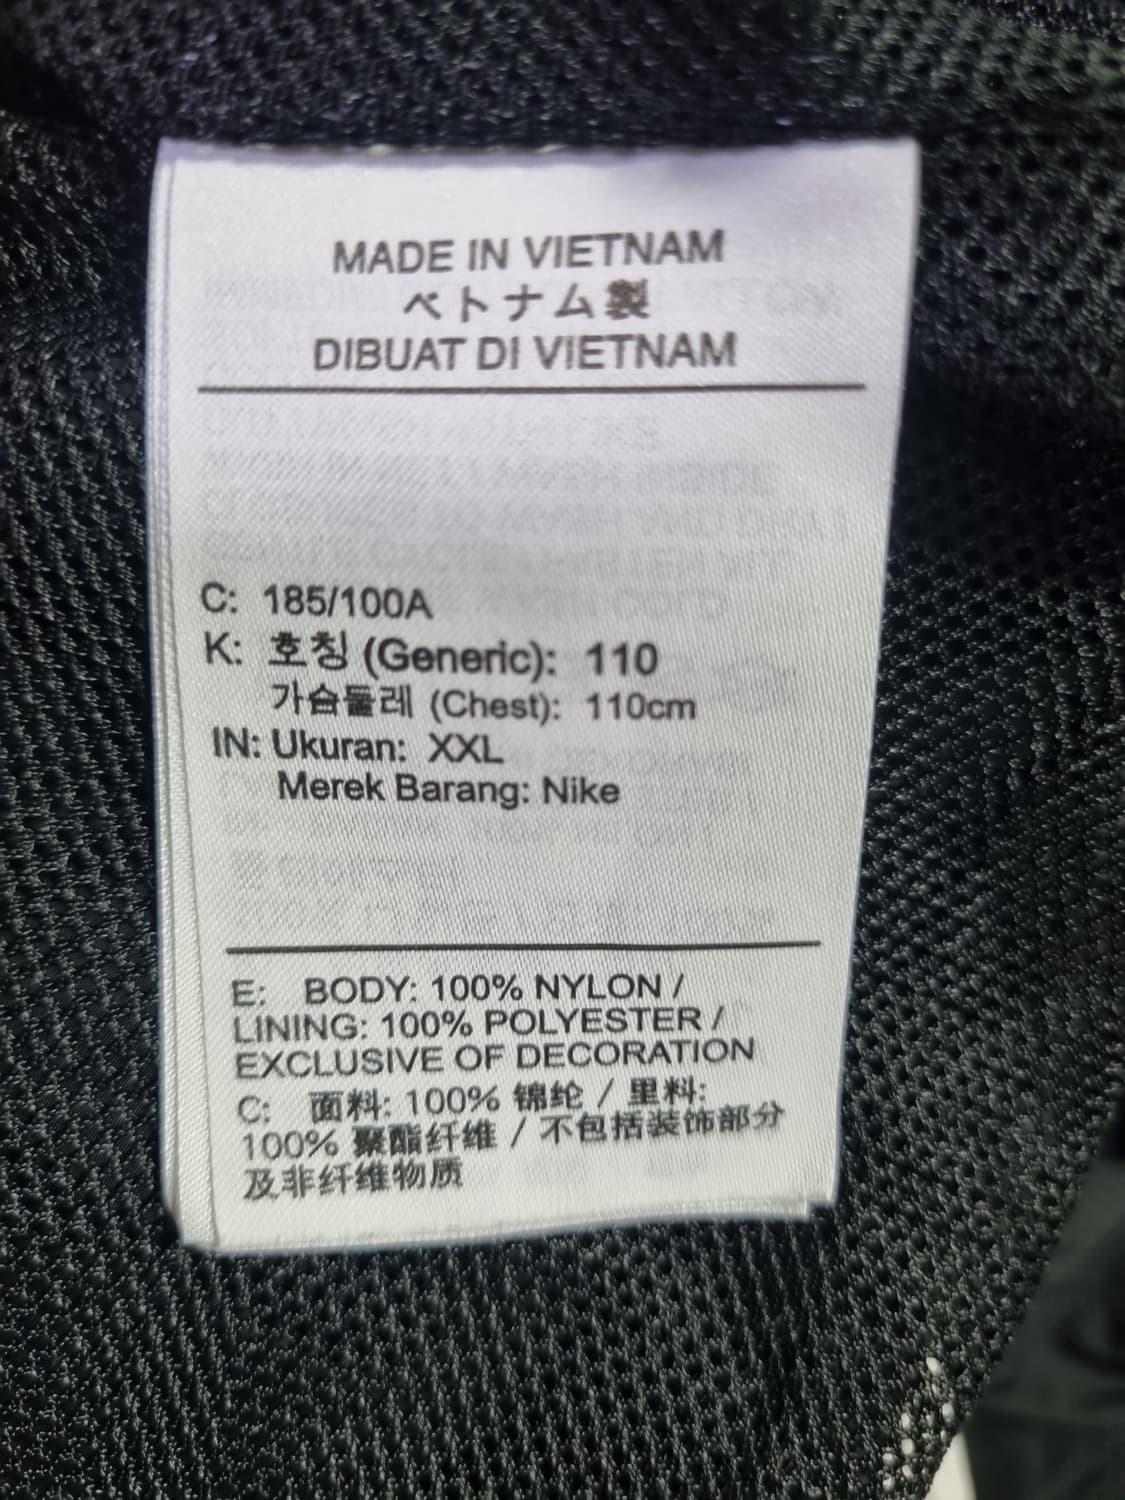 MADE IN VIETNAM
ベトナム製
DIBUAT DI VIETNAM
C: 185/100A
K: 호칭 (Generic): 110
가슴둘레 (Chest): 110cm
IN: Ukuran: XXL
Merek Barang: Nike
E: BODY: 100% NYLON /
LINING: 100% POLYESTER /
EXCLUSIVE OF DECORATION
C: 面料: 100% 锦纶 / 里料:
100% 聚酯纤维 / 不包括装饰部分
及非纤维物质